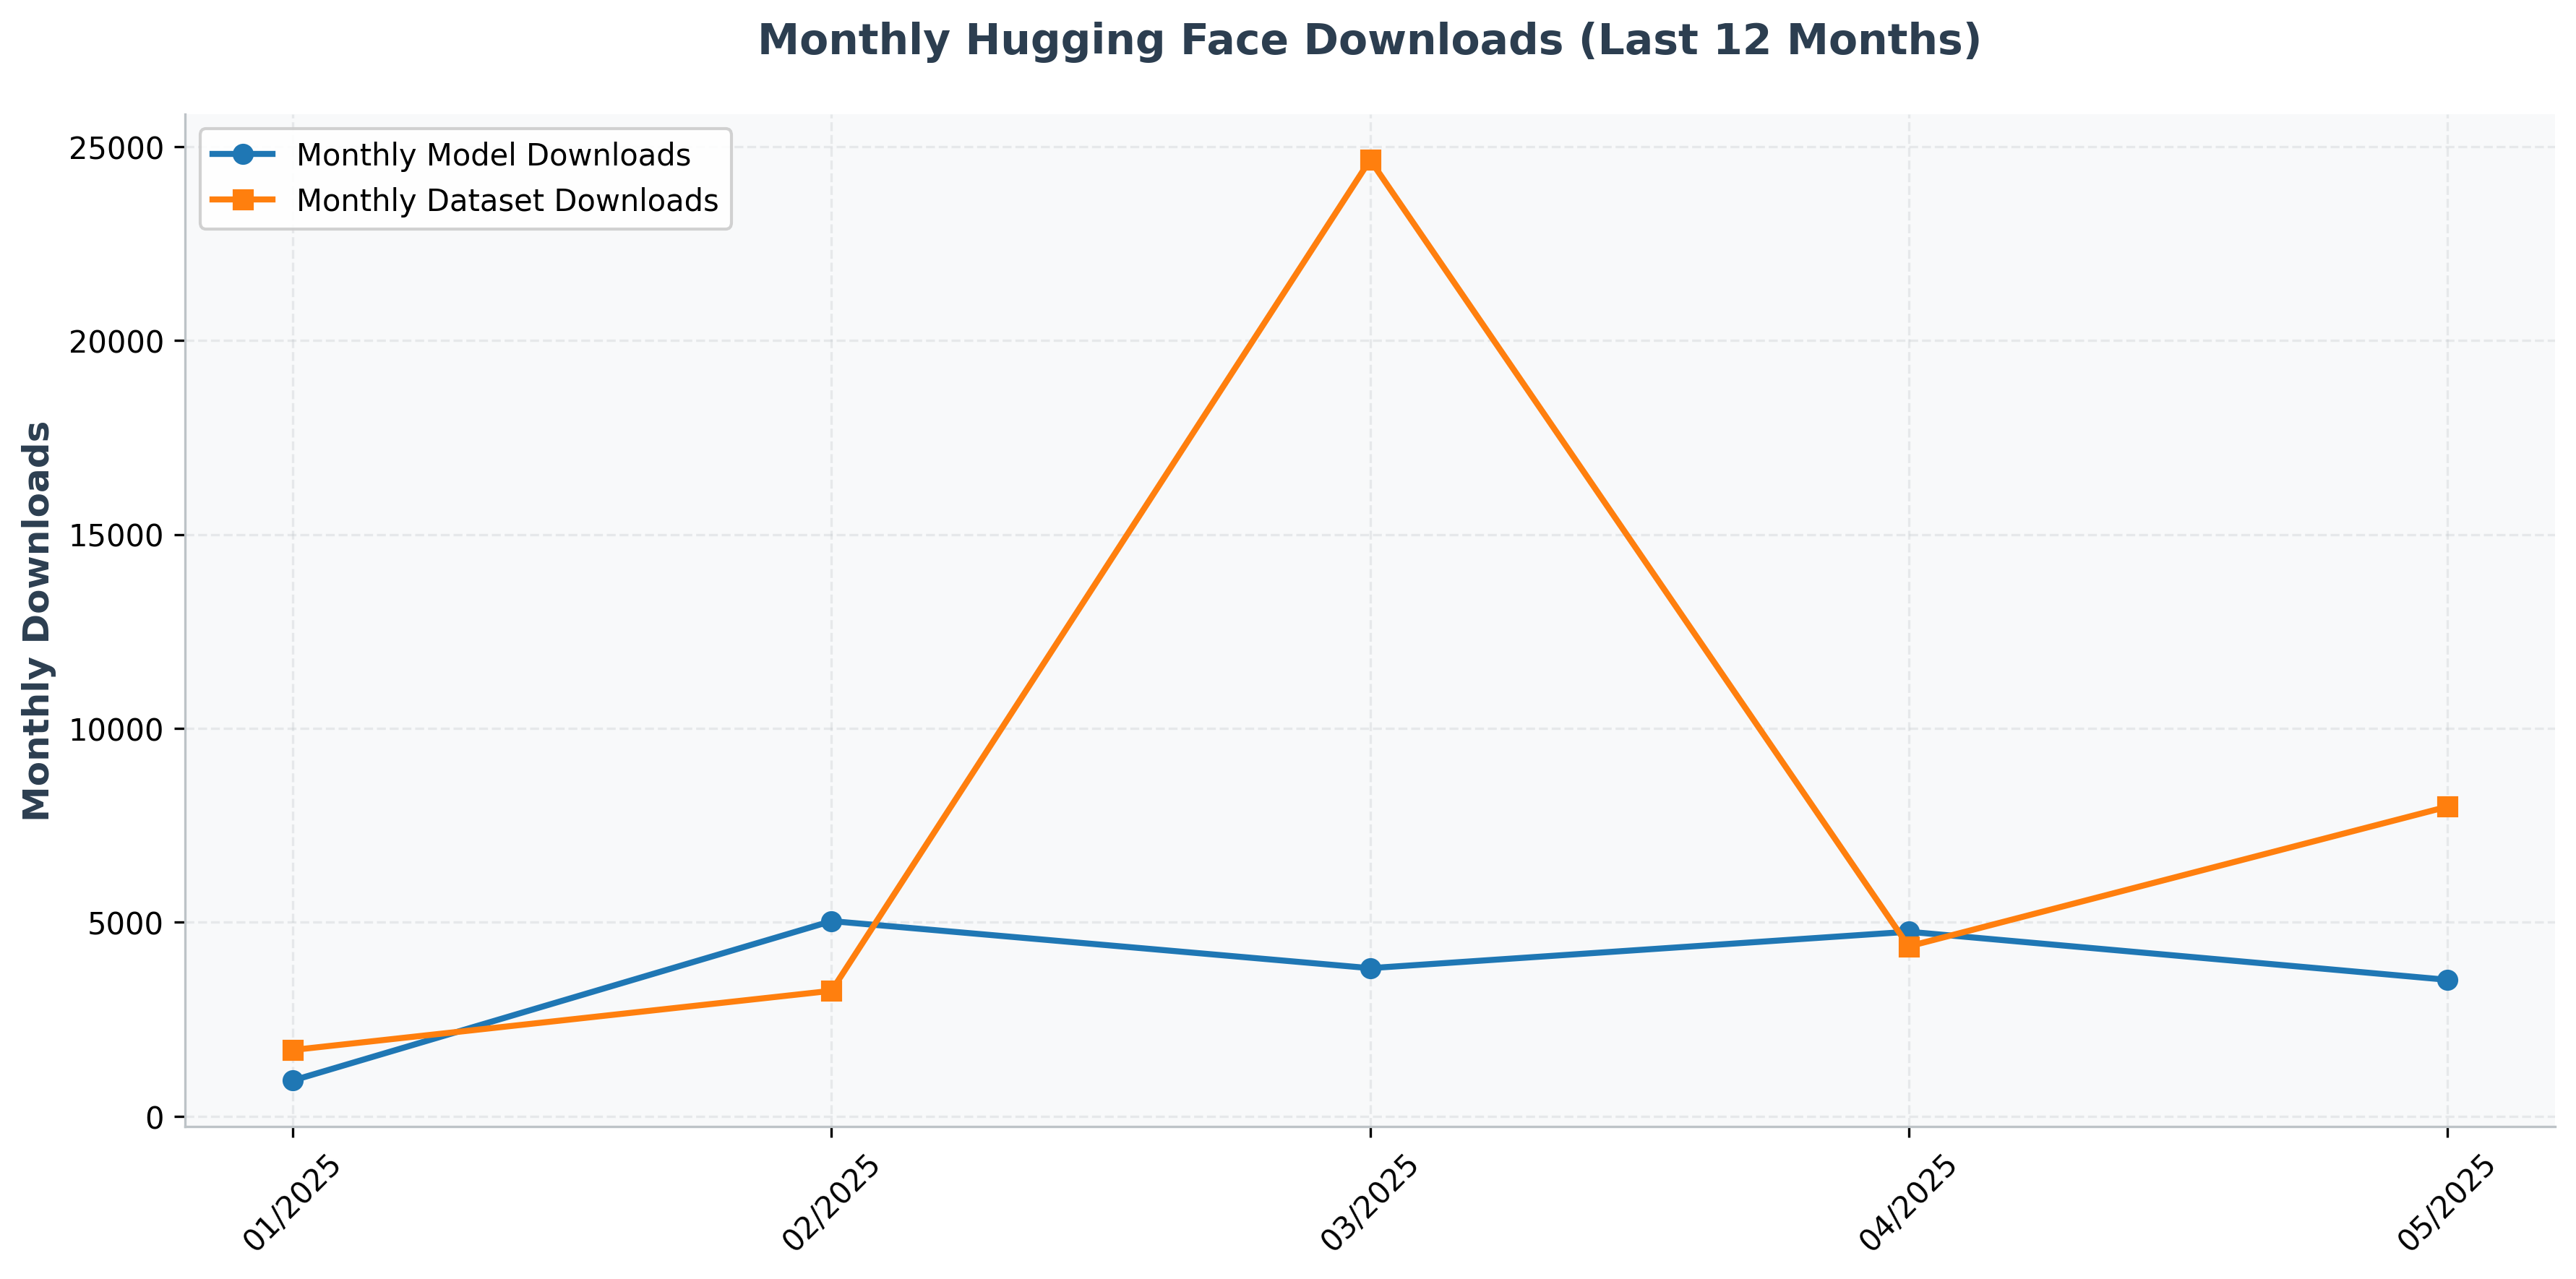 Monthly Hugging Face Downloads (Last 12 Months)
Monthly Model Downloads
Monthly Dataset Downloads
Monthly Downloads
25000
20000
15000
10000
5000
0
01/2025
02/2025
03/2025
04/2025
05/2025